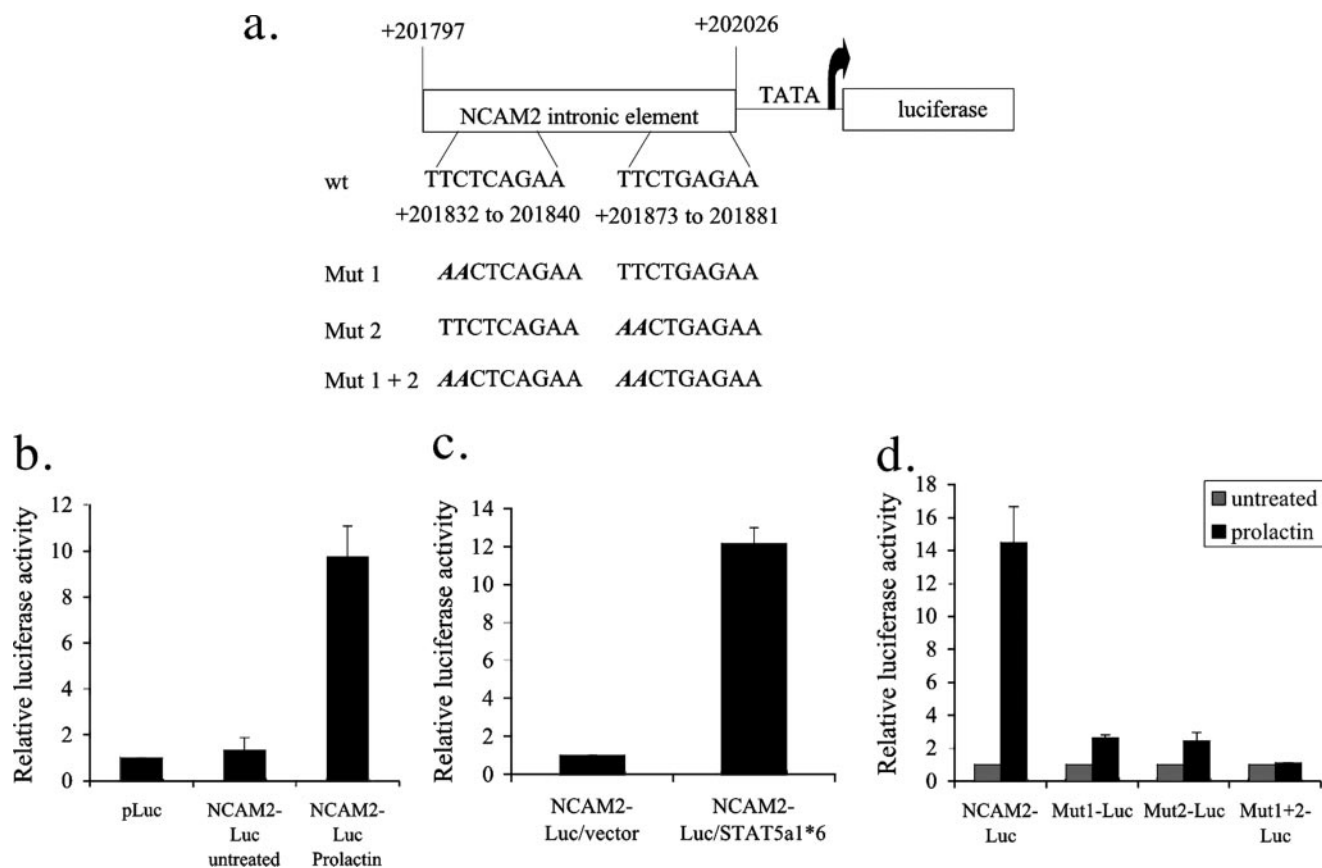 a.
+201797
+202026
TATA
NCAM2 intronic element
luciferase
wt
TTCTCAGAA TTCTGAGAA
+201832 to 201840 +201873 to 201881
Mut 1 AACTCAGAA TTCTGAGAA
Mut 2 TTCTCAGAA AACTGAGAA
Mut 1 + 2 AACTCAGAA AACTGAGAA
b.
Relative luciferase activity
12
10
8
6
4
2
0
pLuc
NCAM2-
Luc
untreated
NCAM2-
Luc
Prolactin
c.
Relative luciferase activity
14
12
10
8
6
4
2
0
NCAM2-
Luc/vector
NCAM2-
Luc/STAT5a1*6
d.
Relative luciferase activity
18
16
14
12
10
8
6
4
2
0
untreated
prolactin
NCAM2-
Luc
Mut1-Luc
Mut2-Luc
Mut1+2-
Luc